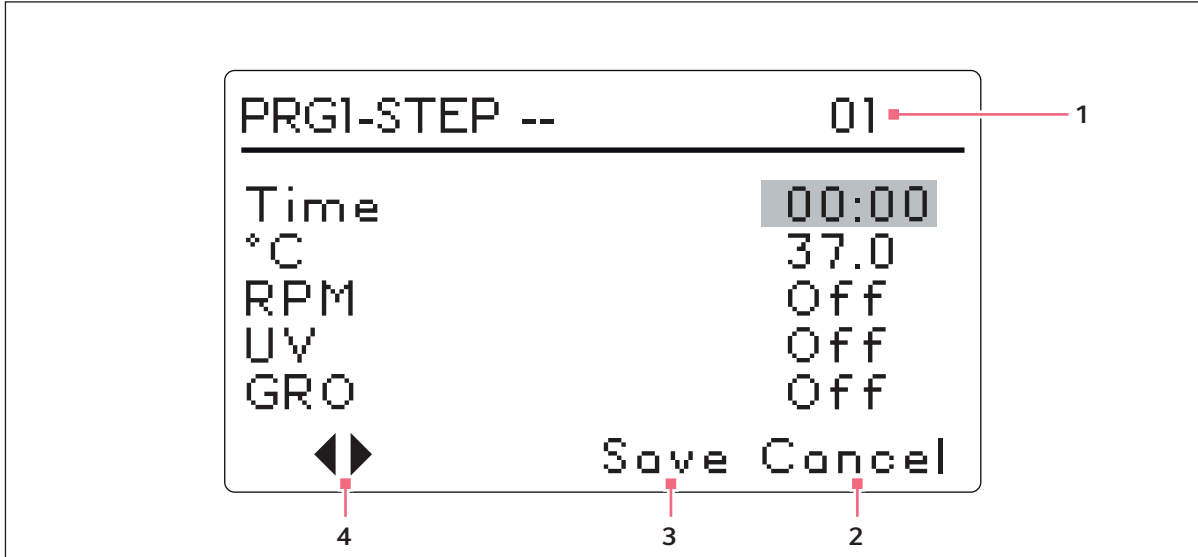 PRG1-STEP -- 01
1
Time 00:00
°C 37.0
RPM Off
UV Off
GRO Off
Save Cancel
4 3 2